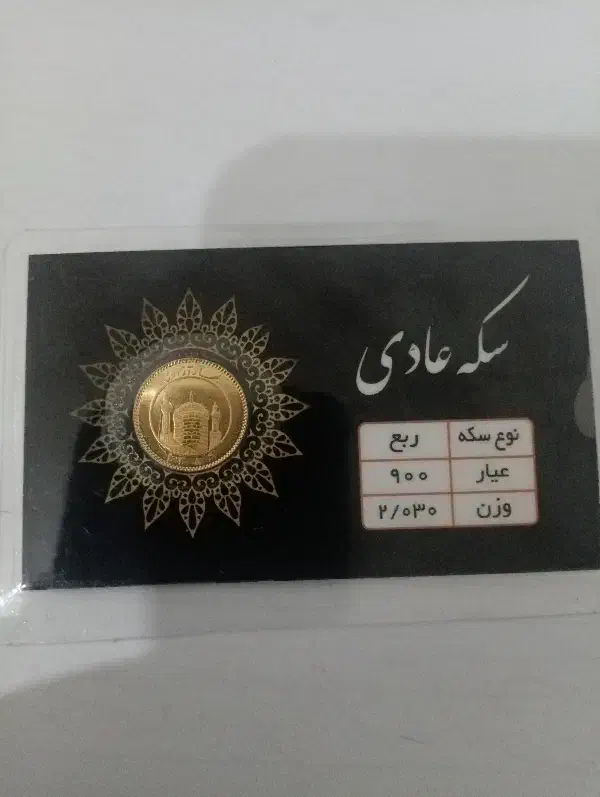 سکه عادی
نوع سکه ربع
عیار ۹۰۰
وزن ۲/۰۳۰